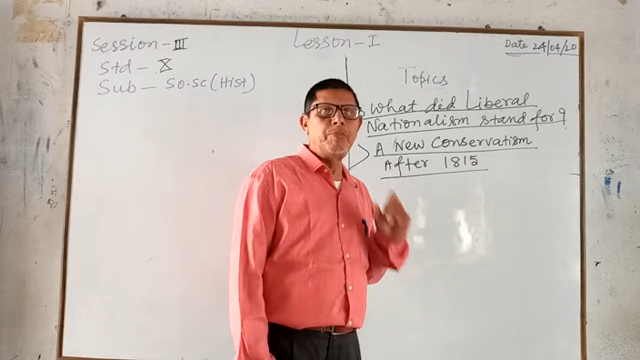 Session - III
Std - X
Sub - So.Sc (Hist)
Lesson - I
Date 24/04/20
Topics
What did Liberal
Nationalism stand for?
A New Conservatism
After 1815